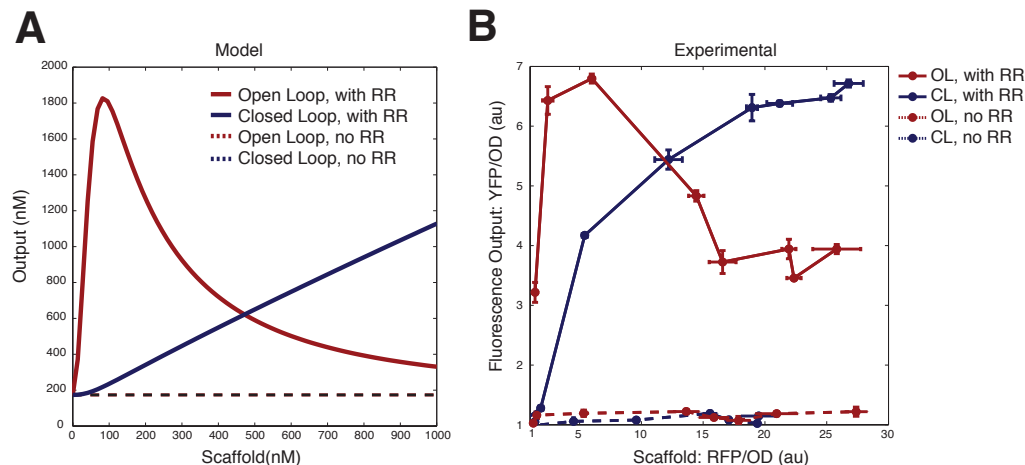 A
Model
2000
1800
1600
1400
1200
1000
800
600
400
200
0
Output (nM)
0 100 200 300 400 500 600 700 800 900 1000
Scaffold(nM)
Open Loop, with RR
Closed Loop, with RR
Open Loop, no RR
Closed Loop, no RR
B
Experimental
7
6
5
4
3
2
1
Fluorescence Output: YFP/OD (au)
1 5 10 15 20 25 30
Scaffold: RFP/OD (au)
OL, with RR
CL, with RR
OL, no RR
CL, no RR